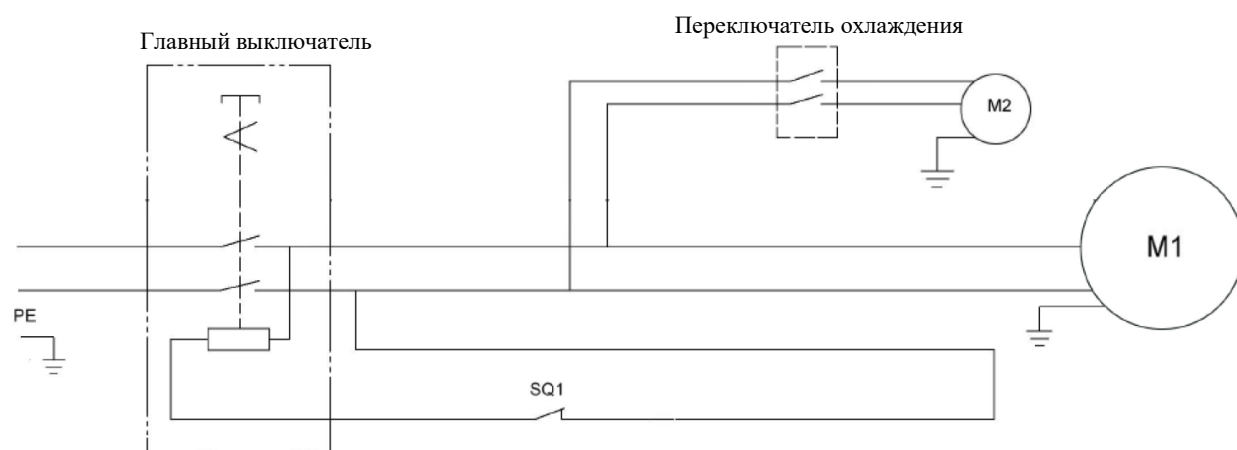 Главный выключатель
Переключатель охлаждения
M2
M1
PE
SQ1